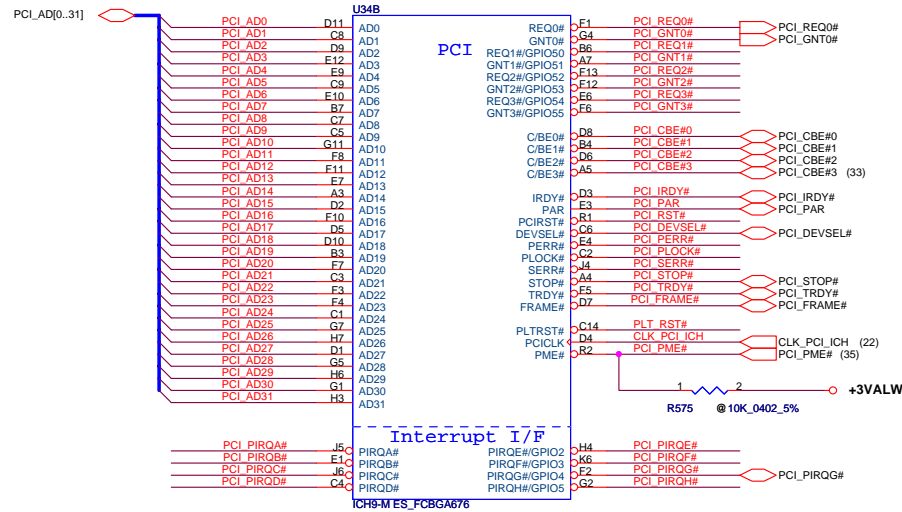 U34B
PCI_AD[0..31]
PCI
PCI_AD0 D11 AD0 REQ0# F1 PCI_REQ0# PCI_REQ0#
PCI_AD1 C8 AD1 GNT0# G4 PCI_GNT0# PCI_GNT0#
PCI_AD2 D9 AD2 REQ1#/GPIO50 B6 PCI_REQ1#
PCI_AD3 E12 AD3 GNT1#/GPIO51 A7 PCI_GNT1#
PCI_AD4 E9 AD4 REQ2#/GPIO52 F13 PCI_REQ2#
PCI_AD5 C9 AD5 GNT2#/GPIO53 F12 PCI_GNT2#
PCI_AD6 E10 AD6 REQ3#/GPIO54 E6 PCI_REQ3#
PCI_AD7 B7 AD7 GNT3#/GPIO55 F6 PCI_GNT3#
PCI_AD8 C7 AD8
PCI_AD9 C5 AD9 C/BE0# D8 PCI_CBE#0 PCI_CBE#0
PCI_AD10 G11 AD10 C/BE1# B4 PCI_CBE#1 PCI_CBE#1
PCI_AD11 F8 AD11 C/BE2# D6 PCI_CBE#2 PCI_CBE#2
PCI_AD12 F11 AD12 C/BE3# A5 PCI_CBE#3 PCI_CBE#3 (33)
PCI_AD13 E7 AD13
PCI_AD14 A3 AD14 IRDY# D3 PCI_IRDY# PCI_IRDY#
PCI_AD15 D2 AD15 PAR E3 PCI_PAR PCI_PAR
PCI_AD16 F10 AD16 PCIRST# R1 PCI_RST#
PCI_AD17 D5 AD17 DEVSEL# C6 PCI_DEVSEL# PCI_DEVSEL#
PCI_AD18 D10 AD18 PERR# E4 PCI_PERR#
PCI_AD19 B3 AD19 PLOCK# C2 PCI_PLOCK#
PCI_AD20 F7 AD20 SERR# J4 PCI_SERR#
PCI_AD21 C3 AD21 STOP# A4 PCI_STOP# PCI_STOP#
PCI_AD22 F3 AD22 TRDY# F5 PCI_TRDY# PCI_TRDY#
PCI_AD23 F4 AD23 FRAME# D7 PCI_FRAME# PCI_FRAME#
PCI_AD24 C1 AD24
PCI_AD25 G7 AD25 PLTRST# C14 PLT_RST#
PCI_AD26 H7 AD26 PCICLK D4 CLK_PCI_ICH CLK_PCI_ICH (22)
PCI_AD27 D1 AD27 PME# R2 PCI_PME# PCI_PME# (35)
PCI_AD28 G5 AD28
PCI_AD29 H6 AD29
PCI_AD30 G1 AD30 1 2 +3VALW
PCI_AD31 H3 AD31 R575 @10K_0402_5%
Interrupt I/F
PCI_PIRQA# J5 PIRQA# PIRQE#/GPIO2 H4 PCI_PIRQE#
PCI_PIRQB# E1 PIRQB# PIRQF#/GPIO3 K6 PCI_PIRQF#
PCI_PIRQC# J6 PIRQC# PIRQG#/GPIO4 F2 PCI_PIRQG# PCI_PIRQG#
PCI_PIRQD# C4 PIRQD# PIRQH#/GPIO5 G2 PCI_PIRQH#
ICH9-M ES_FCBGA676